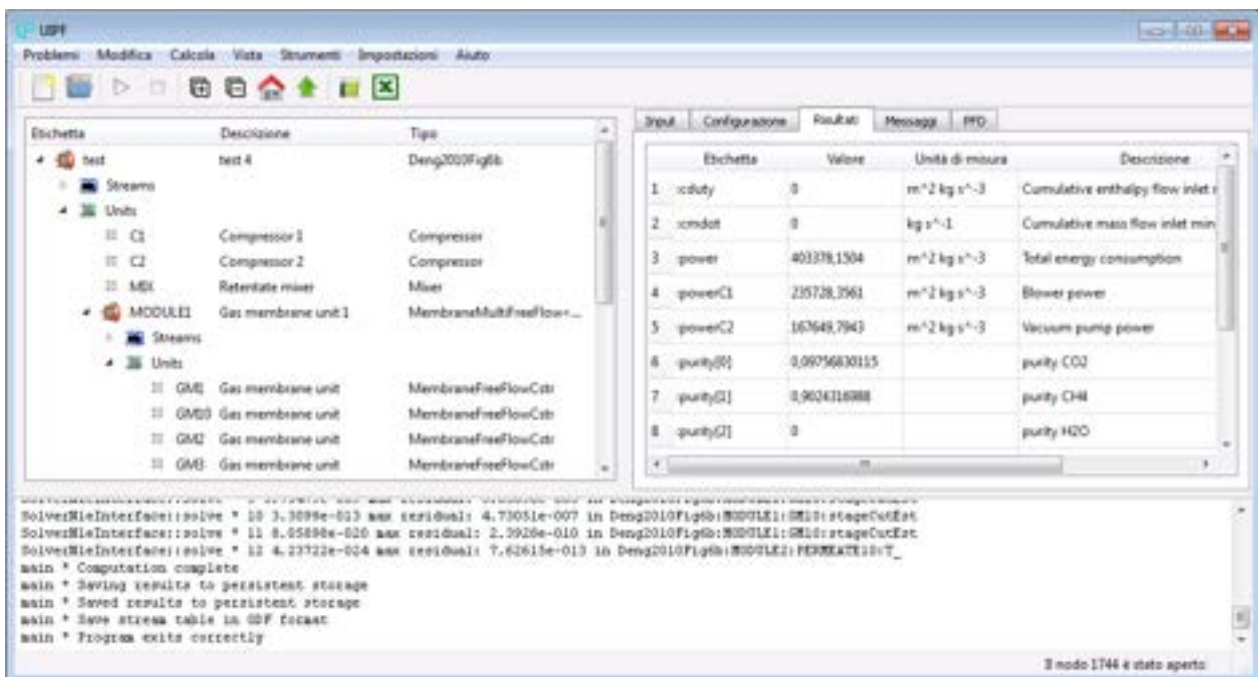 USPF
Problemi Modifica Calcola Vista Strumenti Impostazioni Aiuto
Etichetta Descrizione Tipo
test test 4 Deng2010Fig6b
Streams
Units
C1 Compressor 1 Compressor
C2 Compressor 2 Compressor
MIX Retentate mixer Mixer
MODULE1 Gas membrane unit 1 MembraneMultiFreeFlow<...
Streams
Units
GM1 Gas membrane unit MembraneFreeFlowCstr
GM10 Gas membrane unit MembraneFreeFlowCstr
GM2 Gas membrane unit MembraneFreeFlowCstr
GM3 Gas membrane unit MembraneFreeFlowCstr
Input Configurazione Risultati Messaggi PFD
Etichetta Valore Unità di misura Descrizione
1 :cduty 0 m^2 kg s^-3 Cumulative enthalpy flow inlet
2 :cmdot 0 kg s^-1 Cumulative mass flow inlet min
3 :power 403378,1504 m^2 kg s^-3 Total energy consumption
4 :powerC1 235728,3561 m^2 kg s^-3 Blower power
5 :powerC2 167649,7943 m^2 kg s^-3 Vacuum pump power
6 :purity[0] 0,09756830115 purity CO2
7 :purity[1] 0,9024316988 purity CH4
8 :purity[2] 0 purity H2O
SolverNleInterface::solve * 10 3.3099e-013 max residual: 4.73051e-007 in Deng2010Fig6b:MODULE1:GM10:stageCutEst
SolverNleInterface::solve * 11 8.05898e-020 max residual: 2.3928e-010 in Deng2010Fig6b:MODULE1:GM10:stageCutEst
SolverNleInterface::solve * 12 4.23722e-024 max residual: 7.62615e-013 in Deng2010Fig6b:MODULE2:PERMEATE10:T_
main * Computation complete
main * Saving results to persistent storage
main * Saved results to persistent storage
main * Save stream table in ODF format
main * Program exits correctly
Il nodo 1744 è stato aperto